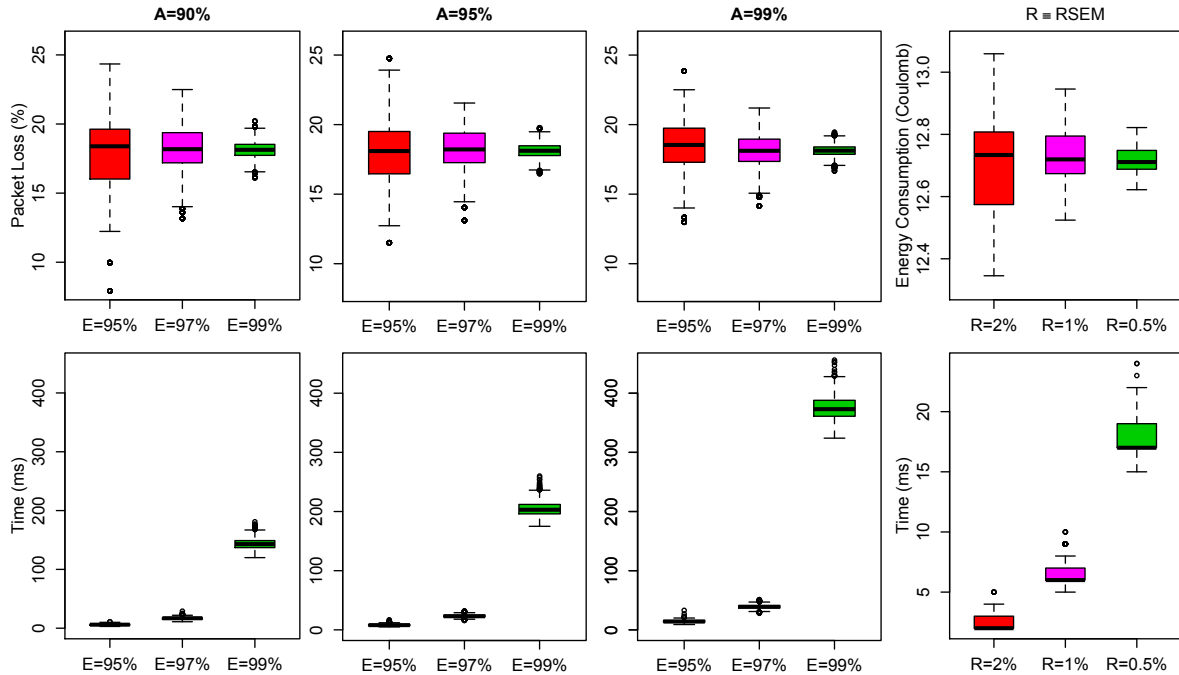 A=90%
A=95%
A=99%
R ≡ RSEM
Packet Loss (%)
25
20
15
10
E=95% E=97% E=99%
25
20
15
10
E=95% E=97% E=99%
25
20
15
10
E=95% E=97% E=99%
Energy Consumption (Coulomb)
13.0
12.8
12.6
12.4
R=2% R=1% R=0.5%
Time (ms)
400
300
200
100
0
E=95% E=97% E=99%
400
300
200
100
0
E=95% E=97% E=99%
400
300
200
100
0
E=95% E=97% E=99%
Time (ms)
20
15
10
5
R=2% R=1% R=0.5%